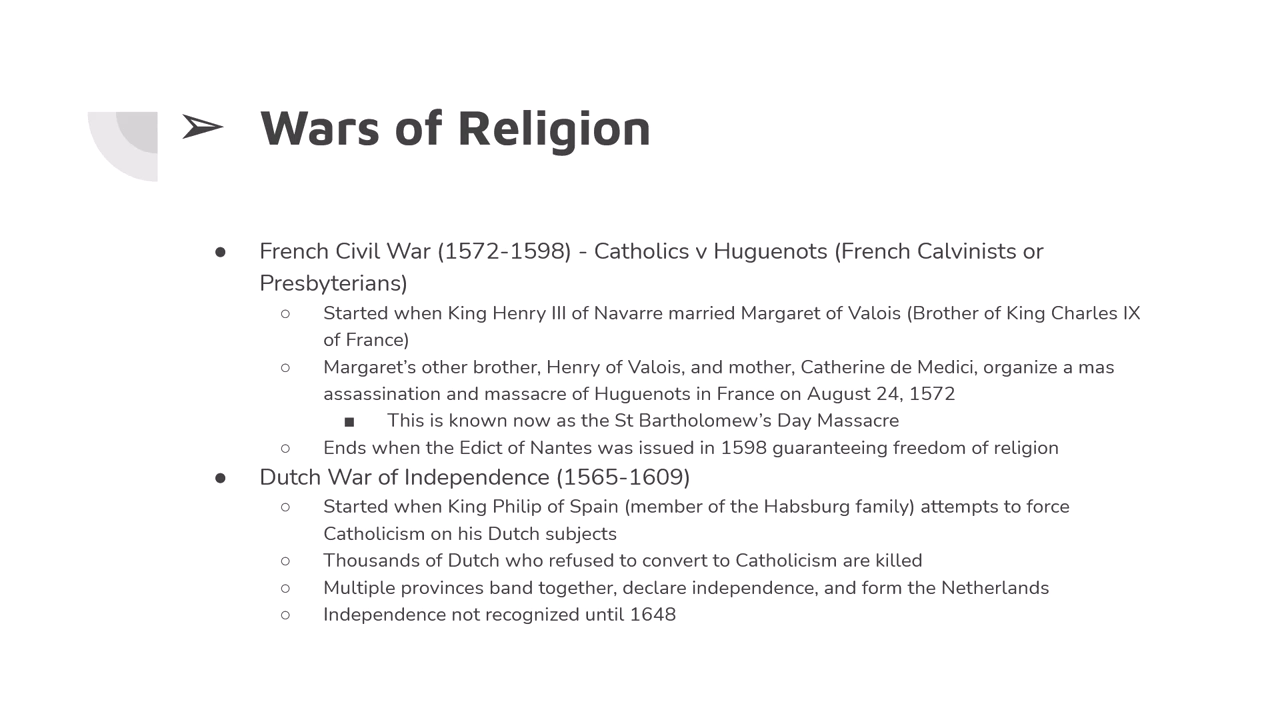 ➢ Wars of Religion
● French Civil War (1572-1598) - Catholics v Huguenots (French Calvinists or
Presbyterians)
○ Started when King Henry III of Navarre married Margaret of Valois (Brother of King Charles IX
of France)
○ Margaret’s other brother, Henry of Valois, and mother, Catherine de Medici, organize a mas
assassination and massacre of Huguenots in France on August 24, 1572
■ This is known now as the St Bartholomew’s Day Massacre
○ Ends when the Edict of Nantes was issued in 1598 guaranteeing freedom of religion
● Dutch War of Independence (1565-1609)
○ Started when King Philip of Spain (member of the Habsburg family) attempts to force
Catholicism on his Dutch subjects
○ Thousands of Dutch who refused to convert to Catholicism are killed
○ Multiple provinces band together, declare independence, and form the Netherlands
○ Independence not recognized until 1648